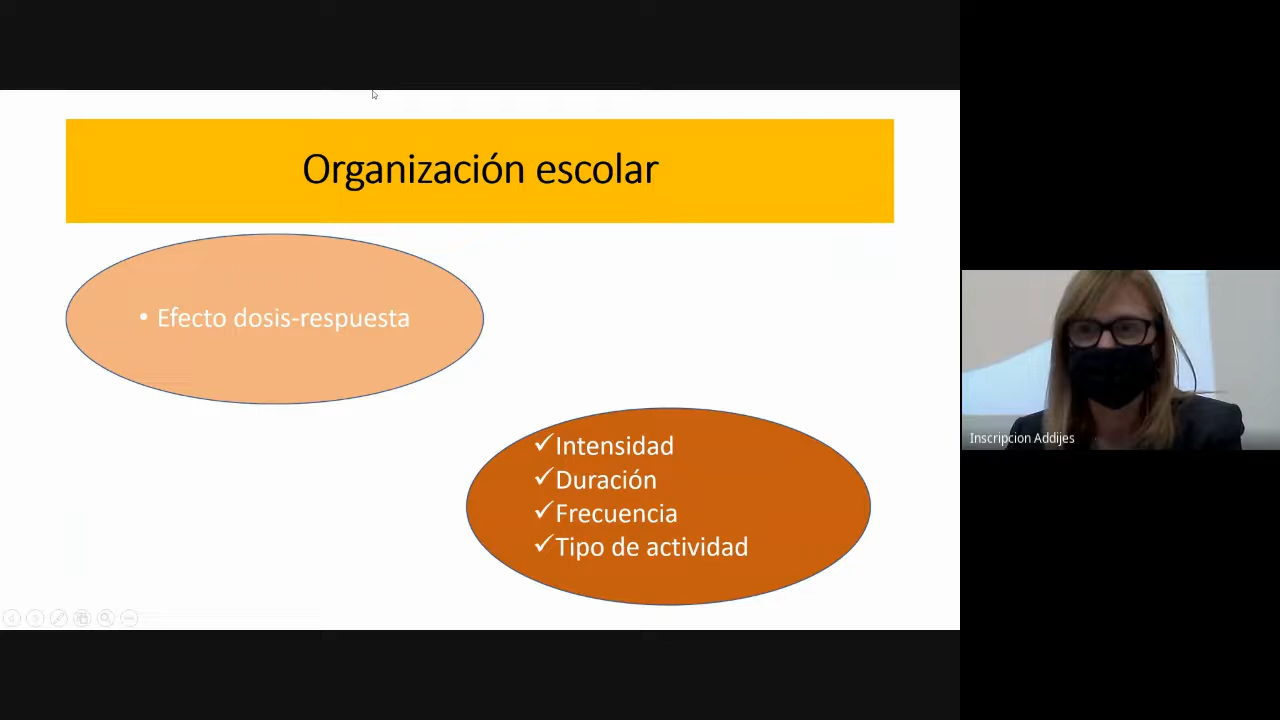 Organización escolar
• Efecto dosis-respuesta
✓Intensidad
✓Duración
✓Frecuencia
✓Tipo de actividad
Inscripcion Addijes